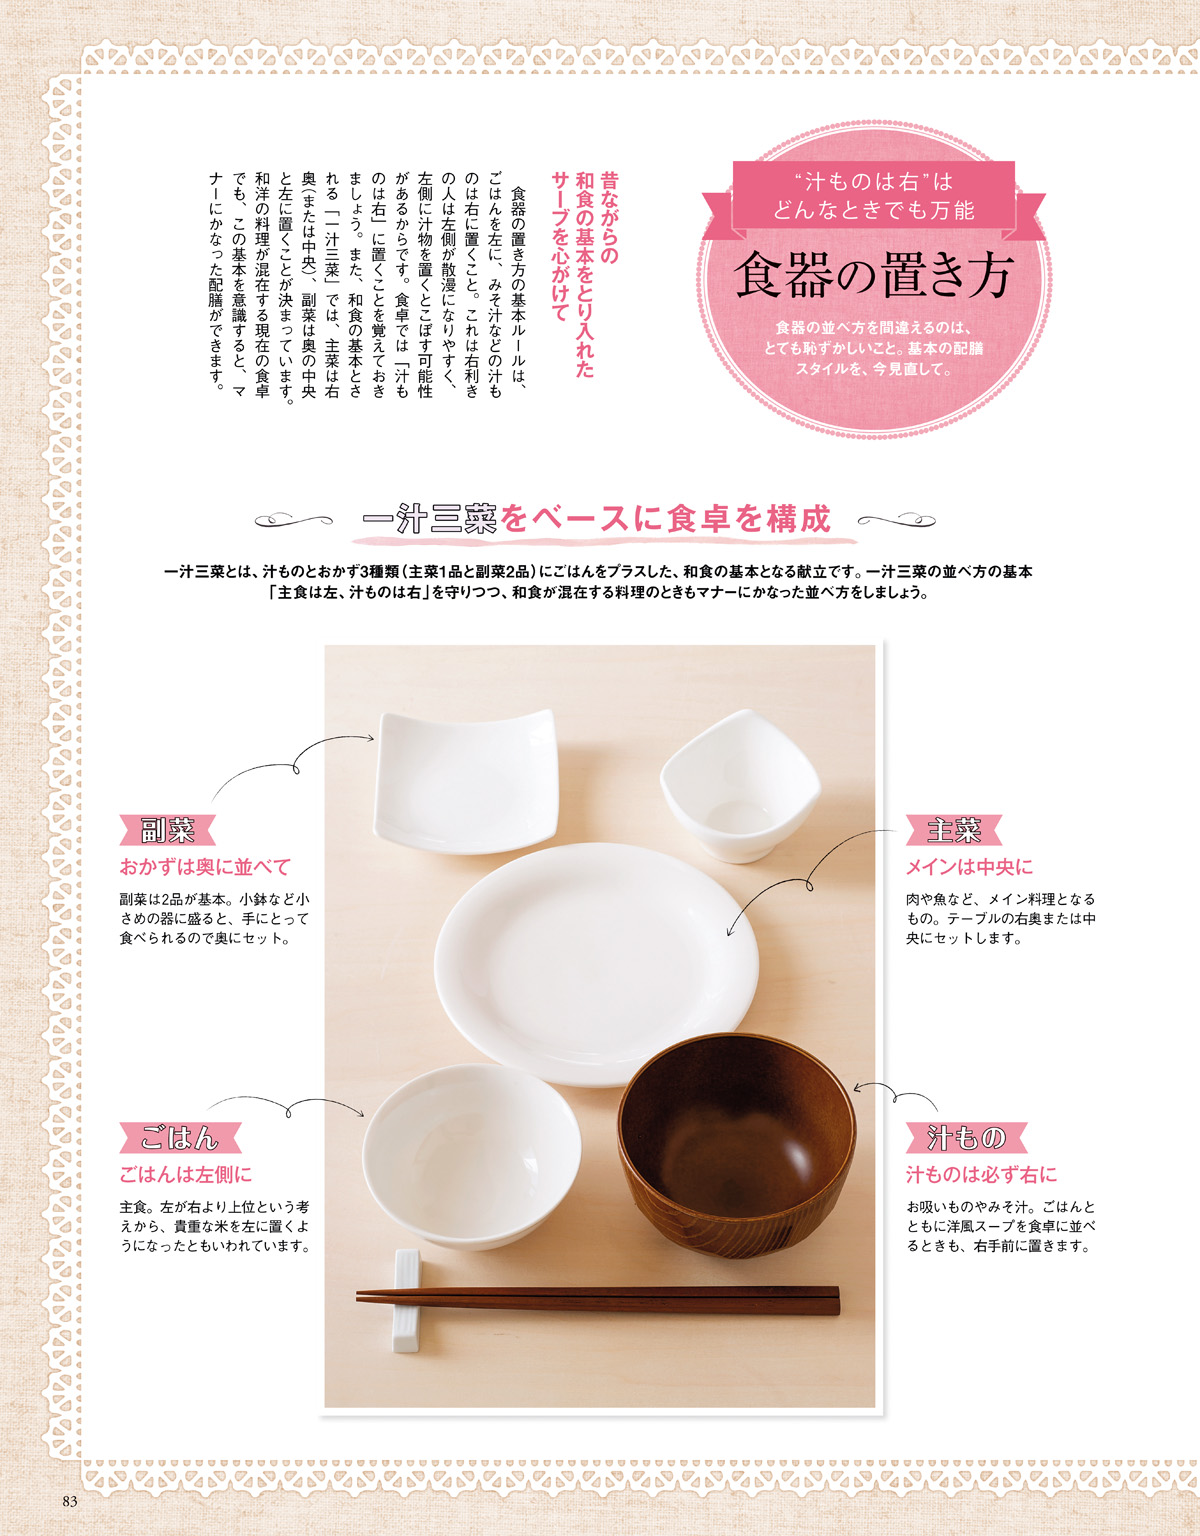 “汁ものは右”は
どんなときでも万能
食器の置き方
食器の並べ方を間違えるのは、
とても恥ずかしいこと。基本の配膳
スタイルを、今見直して。
昔ながらの
和食の基本をとり入れた
サーブを心がけて
食器の置き方の基本ルールは、
ごはんを左に、みそ汁などの汁も
のは右に置くこと。これは右利き
の人は左側が散漫になりやすく、
左側に汁物を置くとこぼす可能性
があるからです。食卓では「汁も
のは右」に置くことを覚えておき
ましょう。また、和食の基本とさ
れる「一汁三菜」では、主菜は右
奥（または中央）、副菜は奥の中央
と左に置くことが決まっています。
和洋の料理が混在する現在の食卓
でも、この基本を意識すると、マ
ナーにかなった配膳ができます。
一汁三菜をベースに食卓を構成
一汁三菜とは、汁ものとおかず3種類（主菜1品と副菜2品）にごはんをプラスした、和食の基本となる献立です。一汁三菜の並べ方の基本
「主食は左、汁ものは右」を守りつつ、和食が混在する料理のときもマナーにかなった並べ方をしましょう。
副菜
おかずは奥に並べて
副菜は2品が基本。小鉢など小
さめの器に盛ると、手にとって
食べられるので奥にセット。
主菜
メインは中央に
肉や魚など、メイン料理となる
もの。テーブルの右奥または中
央にセットします。
ごはん
ごはんは左側に
主食。左が右より上位という考
えから、貴重な米を左に置くよ
うになったともいわれています。
汁もの
汁ものは必ず右に
お吸いものやみそ汁。ごはんと
ともに洋風スープを食卓に並べ
るときも、右手前に置きます。
83